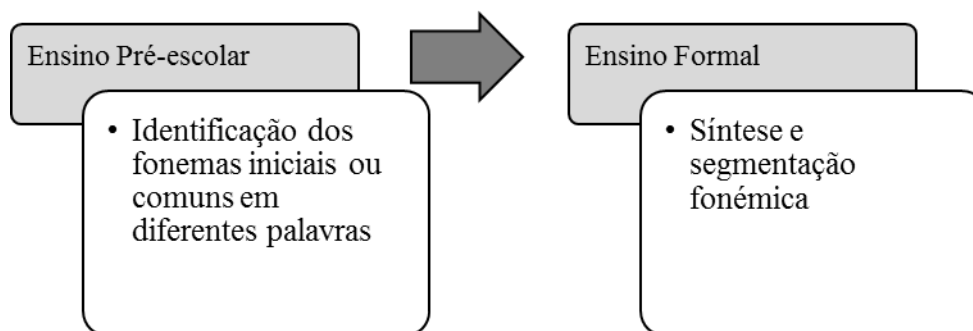 Ensino Pré-escolar
• Identificação dos
fonemas iniciais ou
comuns em
diferentes palavras
Ensino Formal
• Síntese e
segmentação
fonémica